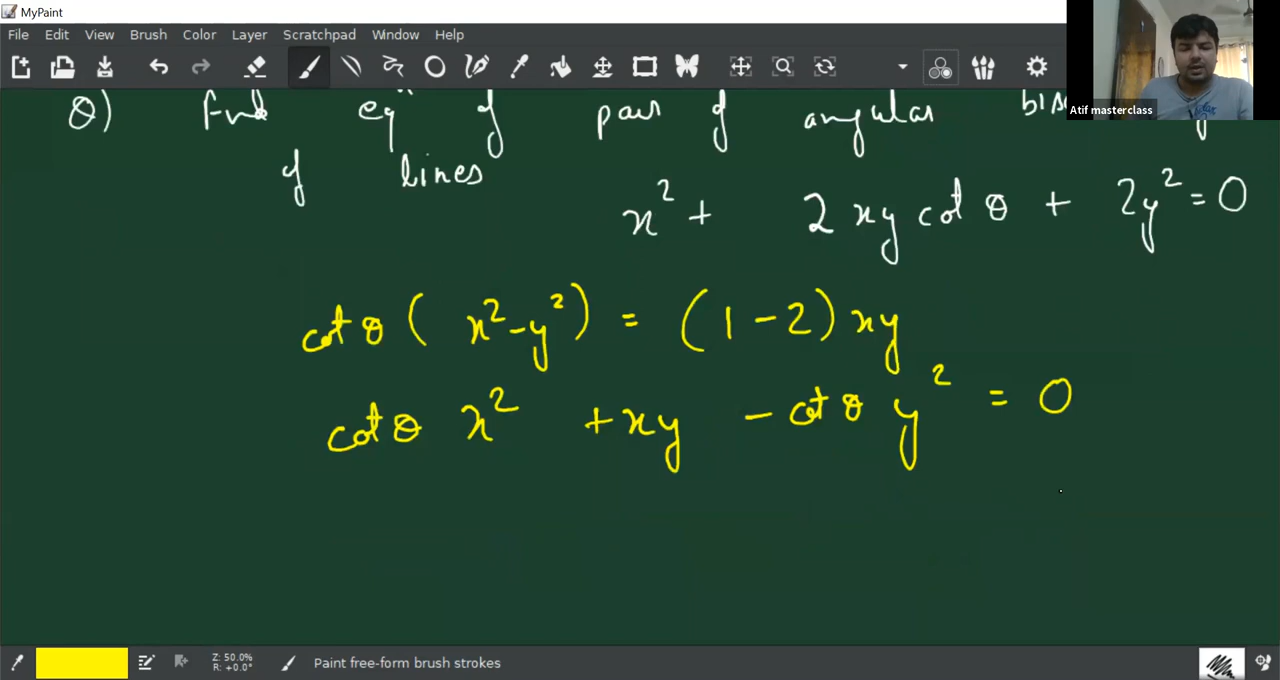 MyPaint
File Edit View Brush Color Layer Scratchpad Window Help
Atif masterclass
Q) Find eqⁿ of pair of angular
of lines
x² + 2xy cot θ + 2y² = 0
cot θ ( x² - y² ) = ( 1 - 2 ) xy
cot θ x² + xy - cot θ y² = 0
Z: 50.0%
R: +0.0°
Paint free-form brush strokes